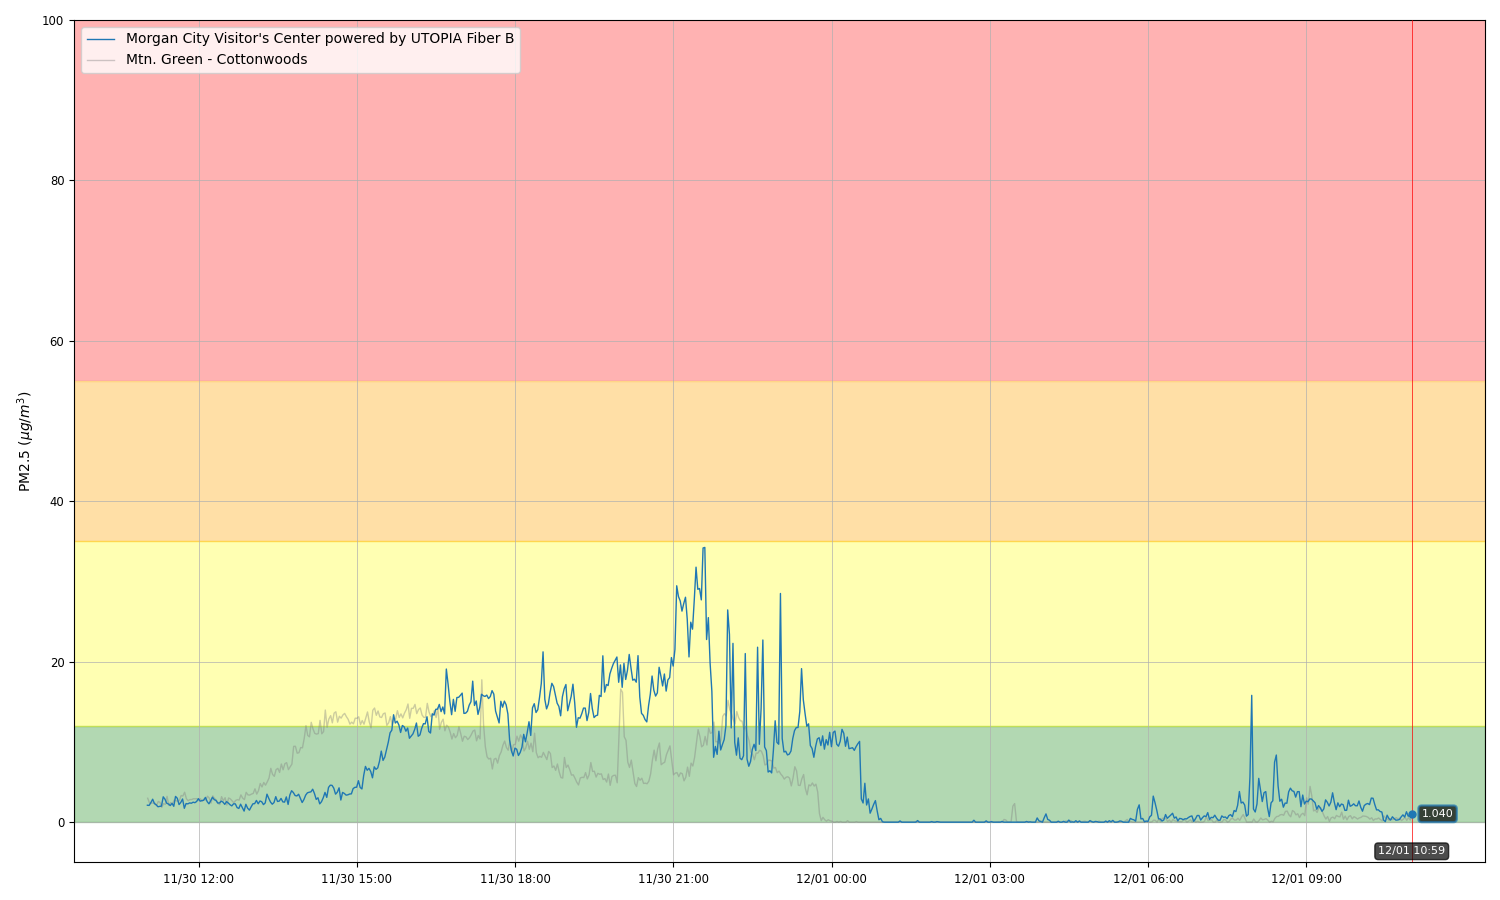 100
Morgan City Visitor's Center powered by UTOPIA Fiber B
Mtn. Green - Cottonwoods
80
60
PM2.5 (µg/m³)
40
20
0
1.040
12/01 10:59
11/30 12:00 11/30 15:00 11/30 18:00 11/30 21:00 12/01 00:00 12/01 03:00 12/01 06:00 12/01 09:00